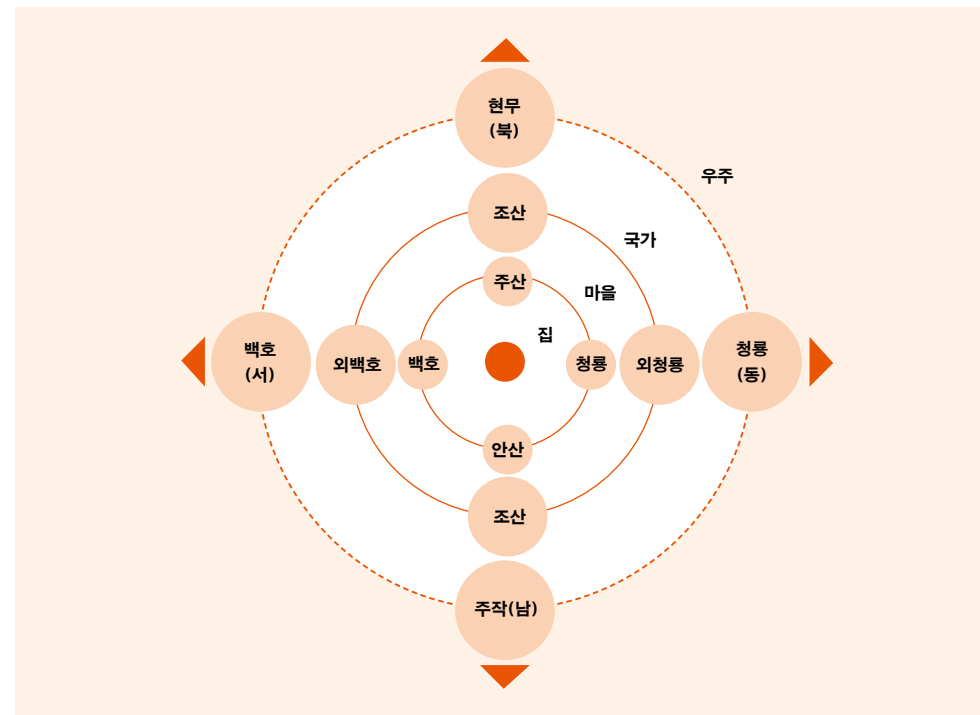 현무
(북)
우주
조산
국가
주산
마을
집
백호
(서)
외백호
백호
청룡
외청룡
청룡
(동)
안산
조산
주작(남)